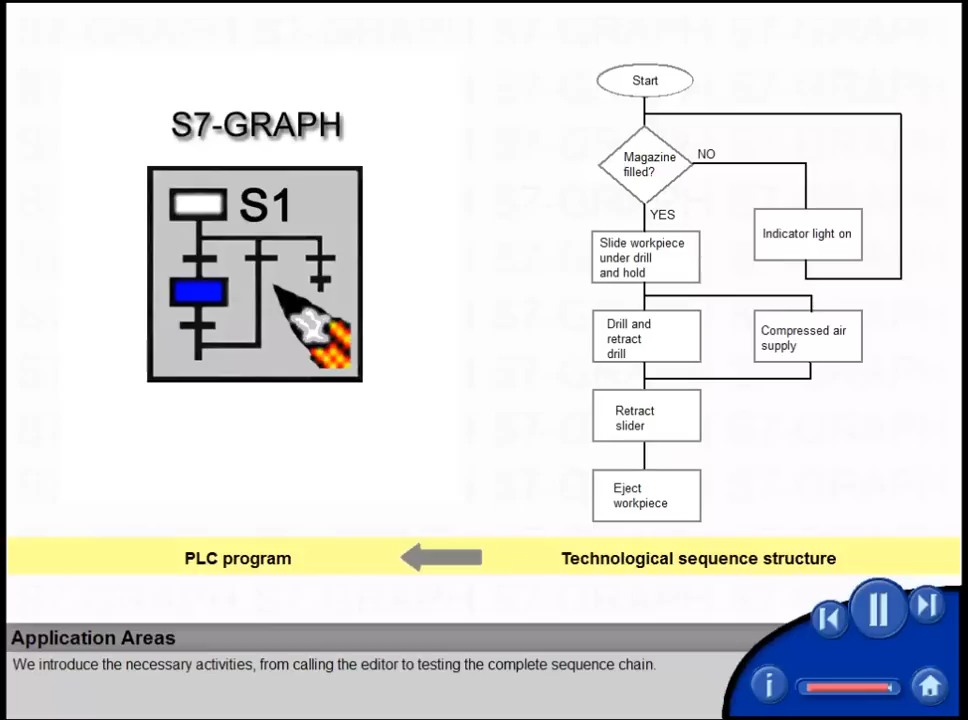 S7-GRAPH
S1
Start
Magazine
filled?
NO
YES
Indicator light on
Slide workpiece
under drill
and hold
Drill and
retract
drill
Compressed air
supply
Retract
slider
Eject
workpiece
PLC program
Technological sequence structure
Application Areas
We introduce the necessary activities, from calling the editor to testing the complete sequence chain.